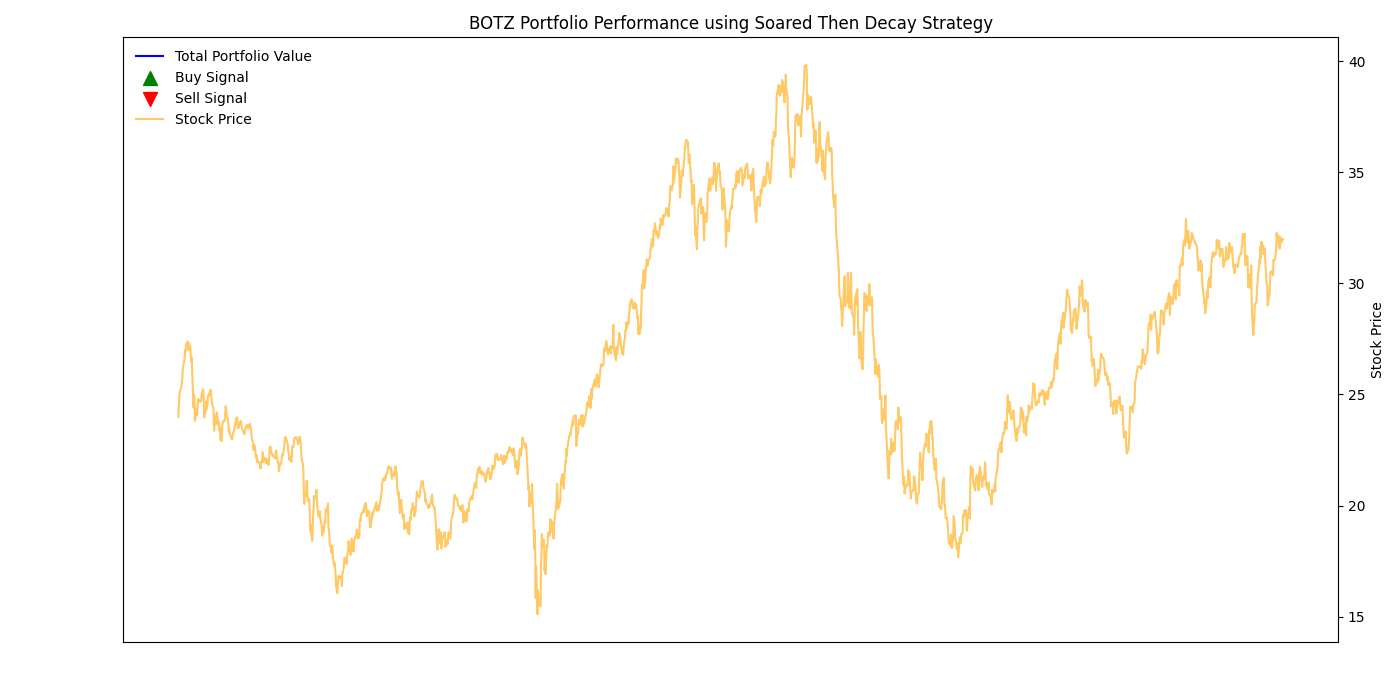 BOTZ Portfolio Performance using Soared Then Decay Strategy
Total Portfolio Value
Buy Signal
Sell Signal
Stock Price
40
35
30
25
20
15
Stock Price